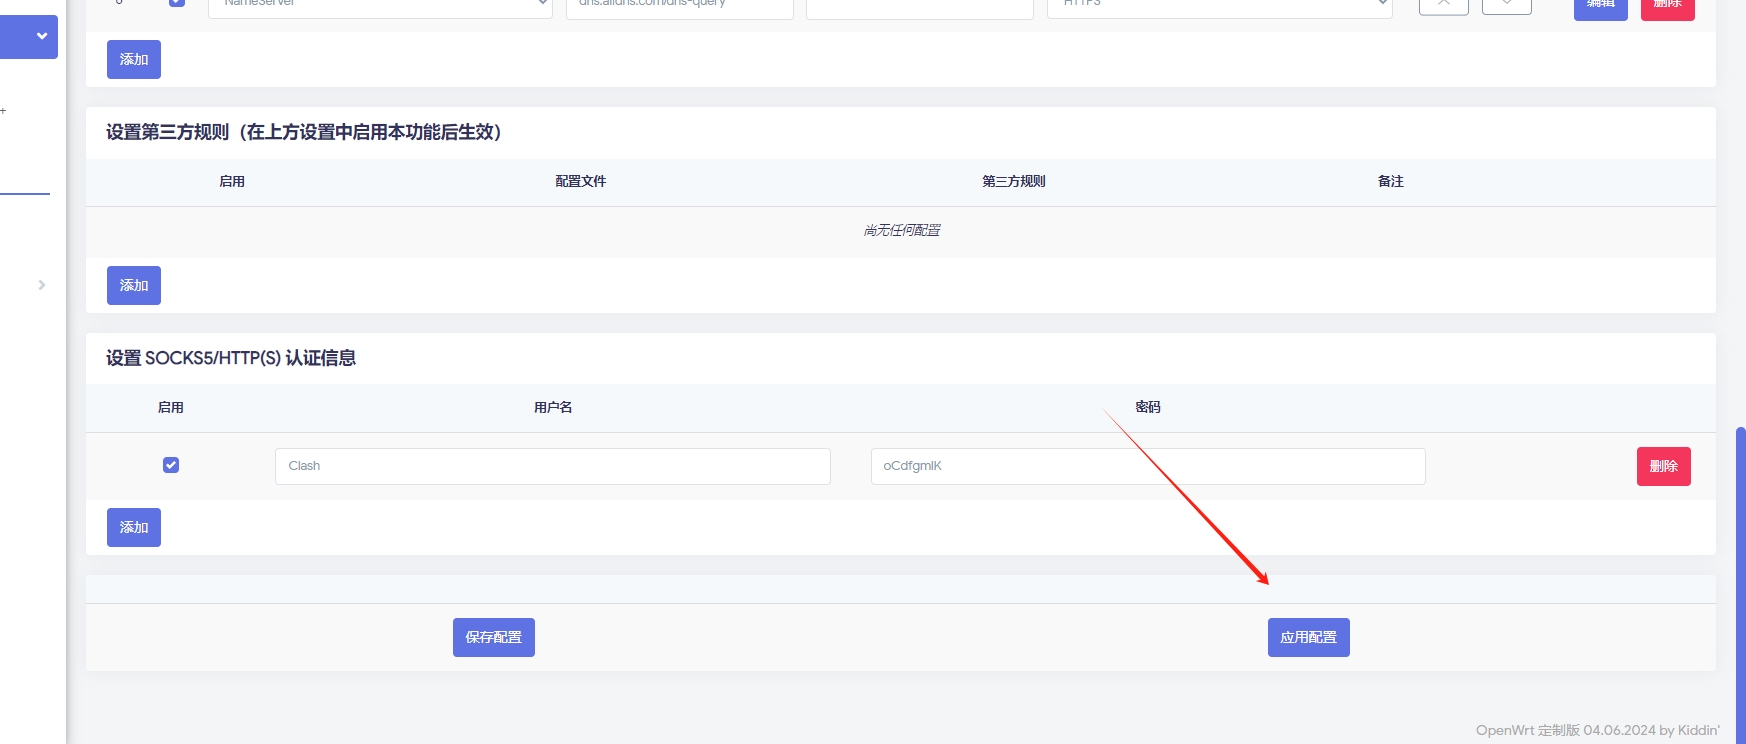 NameServer dns.alidns.com/dns-query HTTPS 编辑 删除
添加
设置第三方规则（在上方设置中启用本功能后生效）
启用 配置文件 第三方规则 备注
尚无任何配置
添加
设置 SOCKS5/HTTP(S) 认证信息
启用 用户名 密码
Clash oCdfgmlK 删除
添加
保存配置 应用配置
OpenWrt 定制版 04.06.2024 by Kiddin'